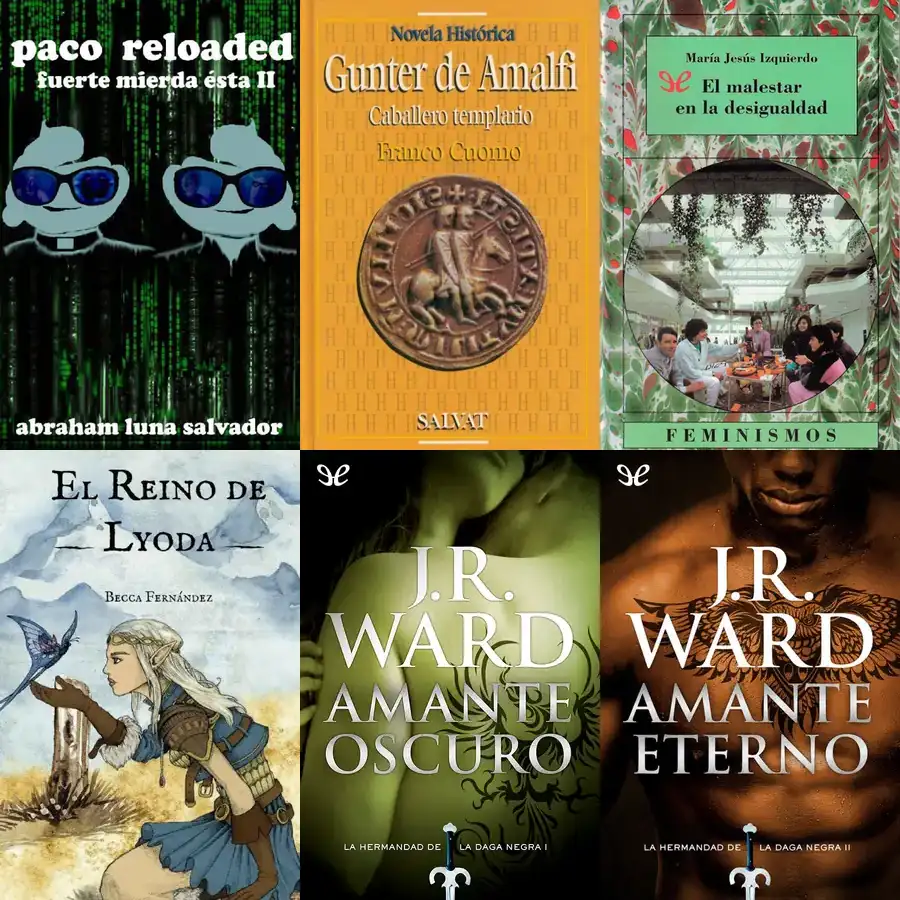 paco reloaded
fuerte mierda ésta II
abraham luna salvador
Novela Histórica
Gunter de Amalfi
Caballero templario
Franco Cuomo
SALVAT
María Jesús Izquierdo
El malestar
en la desigualdad
FEMINISMOS
EL REINO DE
LYODA
BECCA FERNÁNDEZ
J.R.
WARD
AMANTE
OSCURO
LA HERMANDAD DE LA DAGA NEGRA I
J.R.
WARD
AMANTE
ETERNO
LA HERMANDAD DE LA DAGA NEGRA II